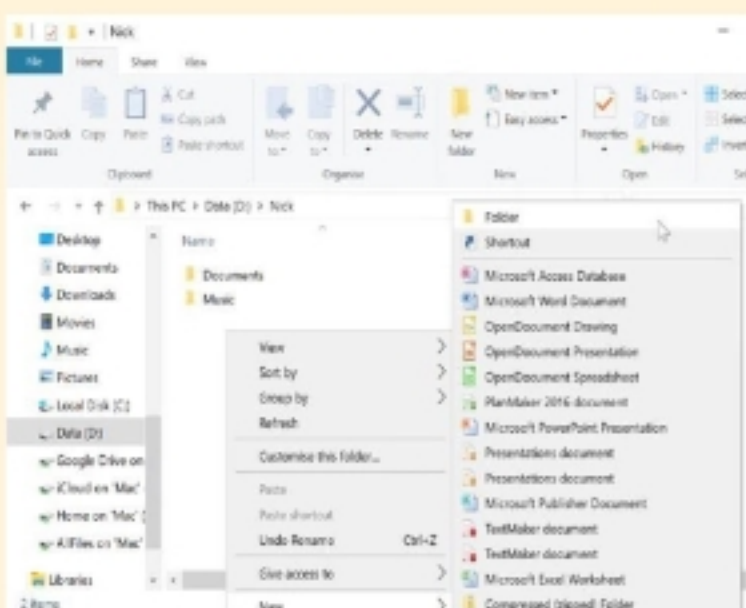 Nick
File Home Share View
Pin to Quick access
Copy
Paste
Cut
Copy path
Paste shortcut
Clipboard
Move to
Copy to
Delete
Rename
Organise
New folder
New item
Easy access
New
Properties
Open
Edit
History
Open
This PC > Data (D:) > Nick
Desktop
Documents
Downloads
Movies
Music
Pictures
Local Disk (C:)
Data (D:)
Google Drive on
iCloud on 'Mac'
Home on 'Mac' (
AllFiles on 'Mac'
Libraries
2 items
Name
Documents
Music
View
Sort by
Group by
Refresh
Customise this folder...
Paste
Paste shortcut
Undo Rename Ctrl+Z
Give access to
New
Folder
Shortcut
Microsoft Access Database
Microsoft Word Document
OpenDocument Drawing
OpenDocument Presentation
OpenDocument Spreadsheet
PlanMaker 2016 document
Microsoft PowerPoint Presentation
Presentations document
Presentations document
Microsoft Publisher Document
TextMaker document
TextMaker document
Microsoft Excel Worksheet
Compressed (zipped) Folder